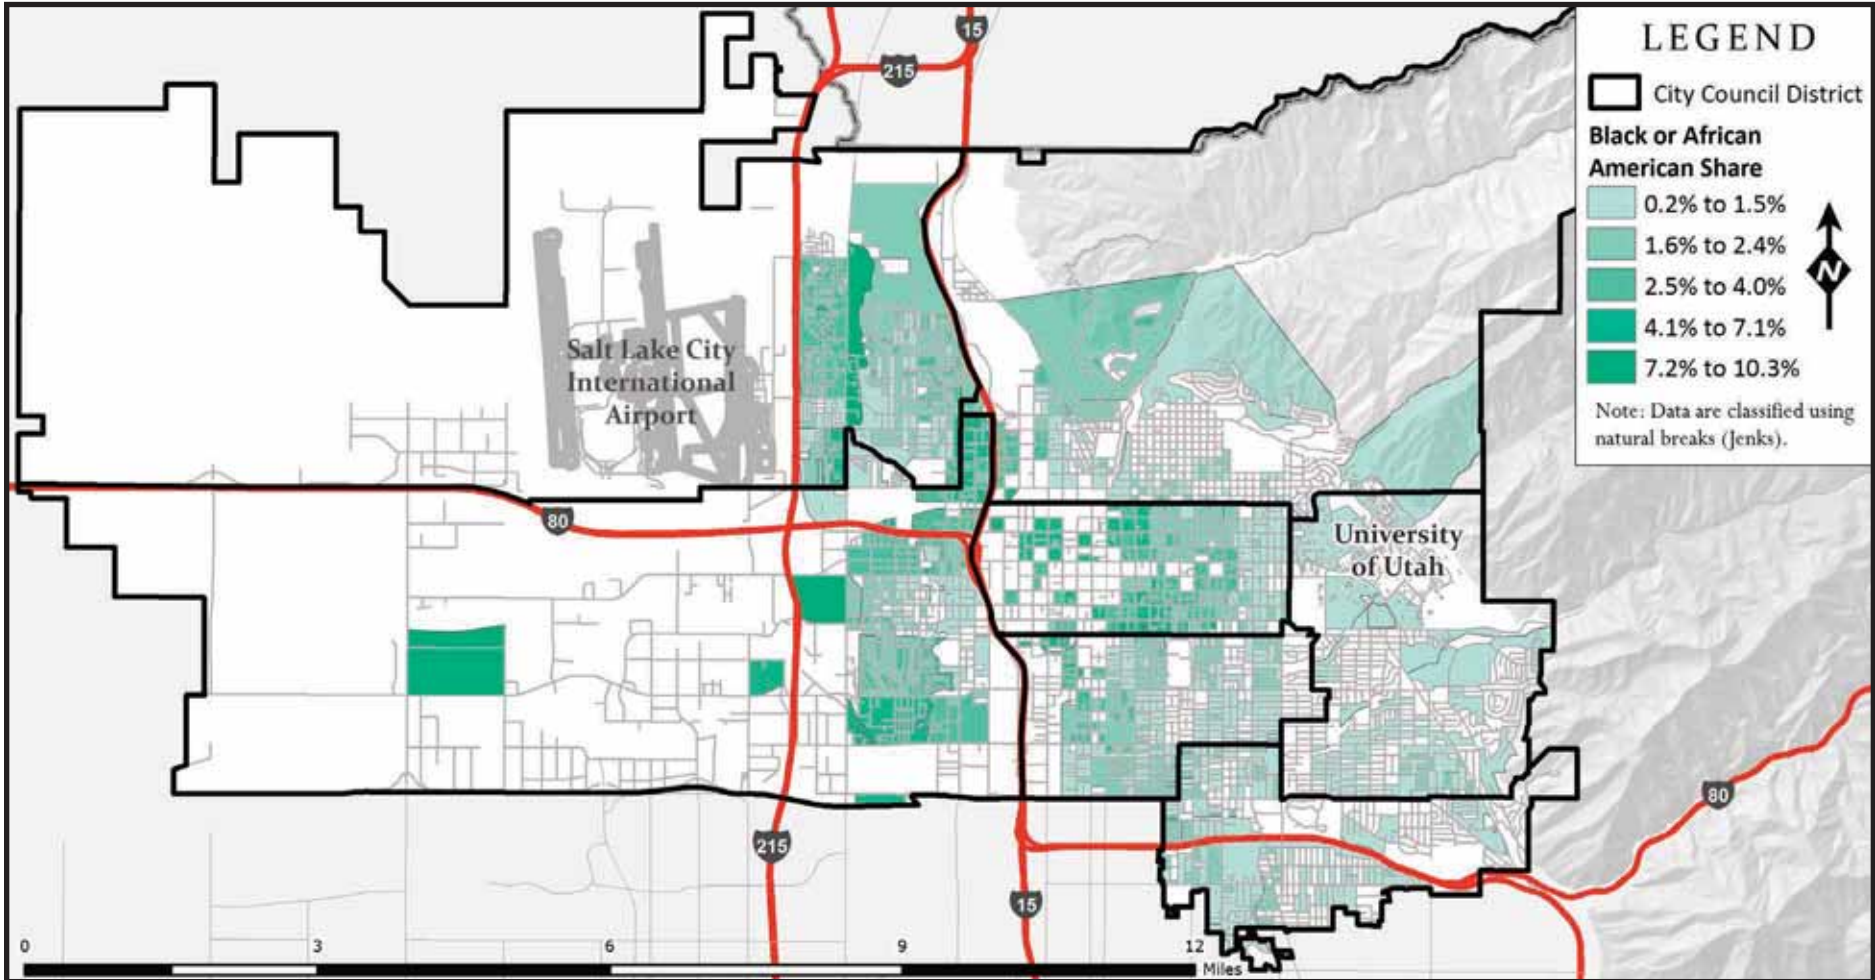 LEGEND
City Council District
Black or African
American Share
0.2% to 1.5%
1.6% to 2.4%
2.5% to 4.0%
4.1% to 7.1%
7.2% to 10.3%
N
Note: Data are classified using
natural breaks (Jenks).
15
215
Salt Lake City
International
Airport
80
University
of Utah
80
215
15
0
3
6
9
12
Miles